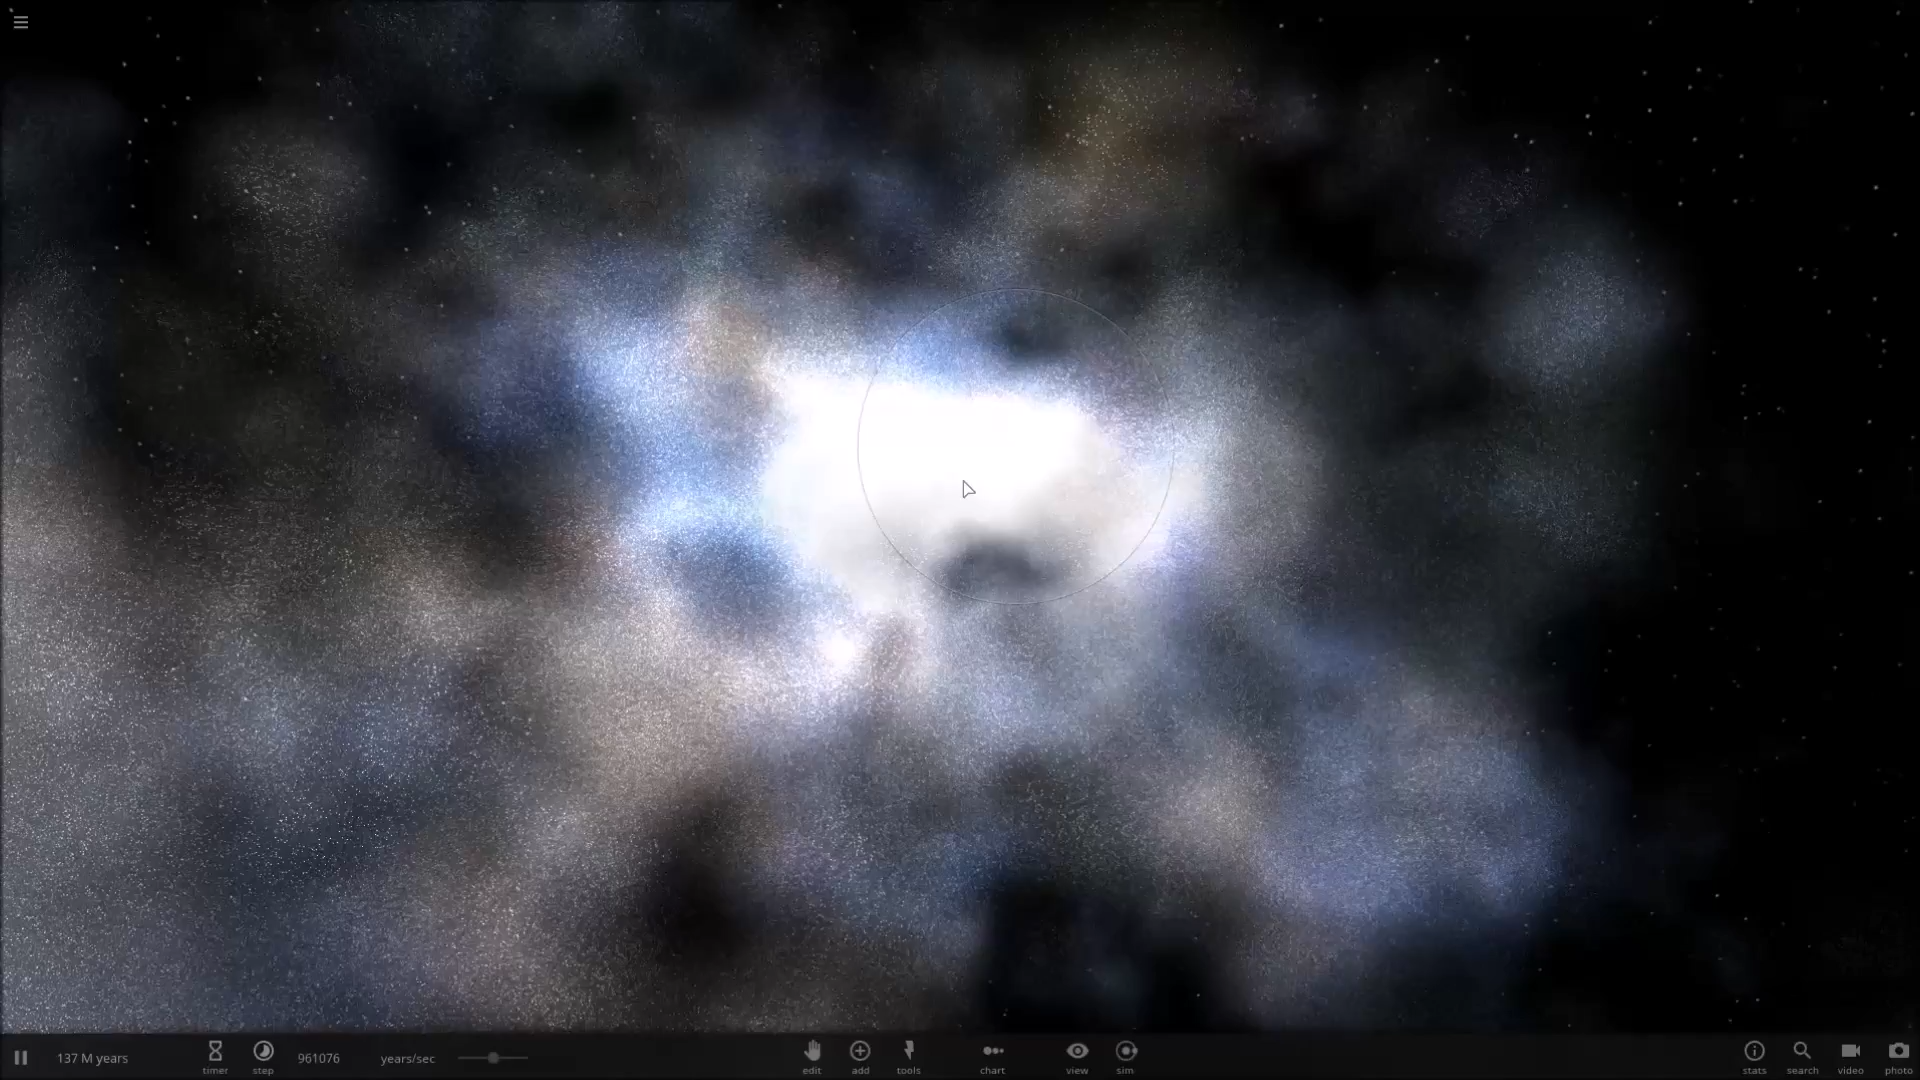 137 M years
timer
step
961076
years/sec
edit
add
tools
chart
view
sim
stats
search
video
photo